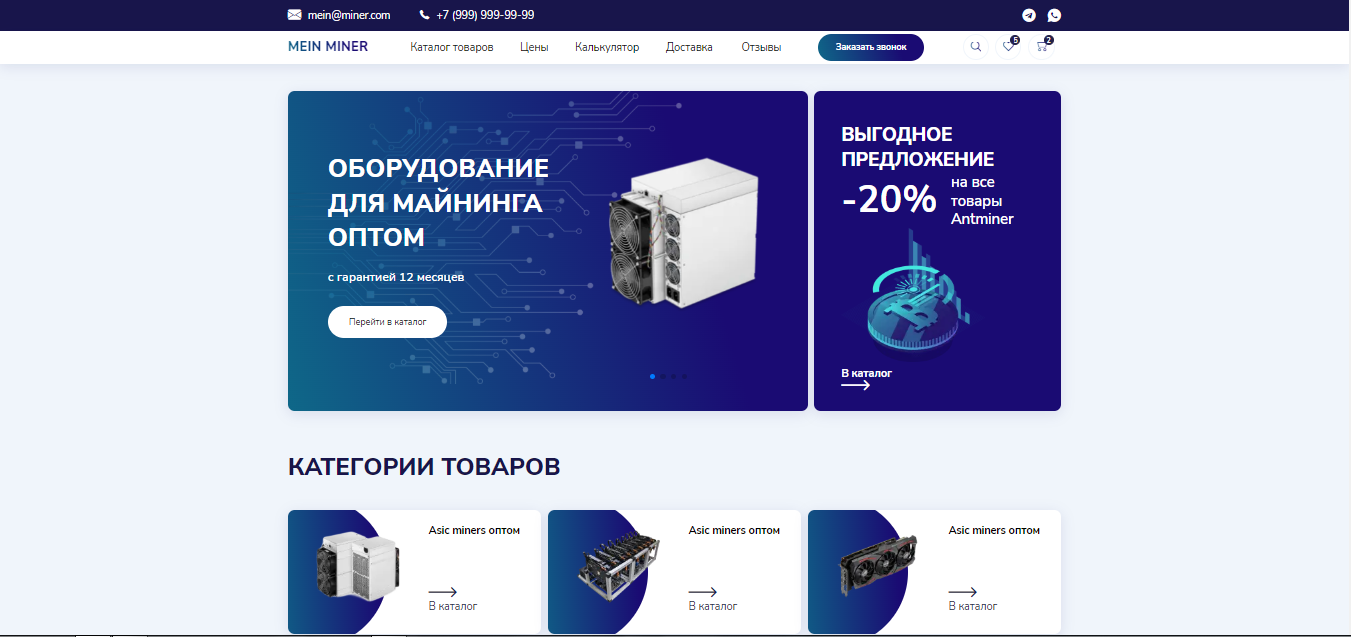 mein@miner.com
+7 (999) 999-99-99
MEIN MINER
Каталог товаров
Цены
Калькулятор
Доставка
Отзывы
Заказать звонок
5
2
ОБОРУДОВАНИЕ
ДЛЯ МАЙНИНГА
ОПТОМ
с гарантией 12 месяцев
Перейти в каталог
ВЫГОДНОЕ
ПРЕДЛОЖЕНИЕ
-20%
на все
товары
Antminer
В каталог
КАТЕГОРИИ ТОВАРОВ
Asic miners оптом
В каталог
Asic miners оптом
В каталог
Asic miners оптом
В каталог